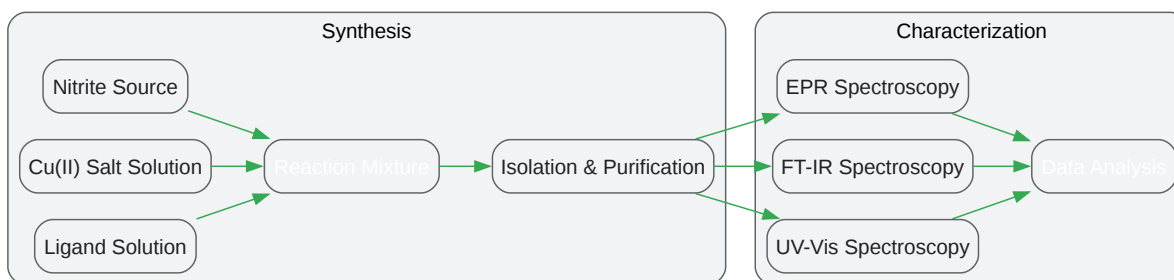 Synthesis
Nitrite Source
Cu(II) Salt Solution
Ligand Solution
Reaction Mixture
Isolation & Purification
Characterization
EPR Spectroscopy
FT-IR Spectroscopy
UV-Vis Spectroscopy
Data Analysis